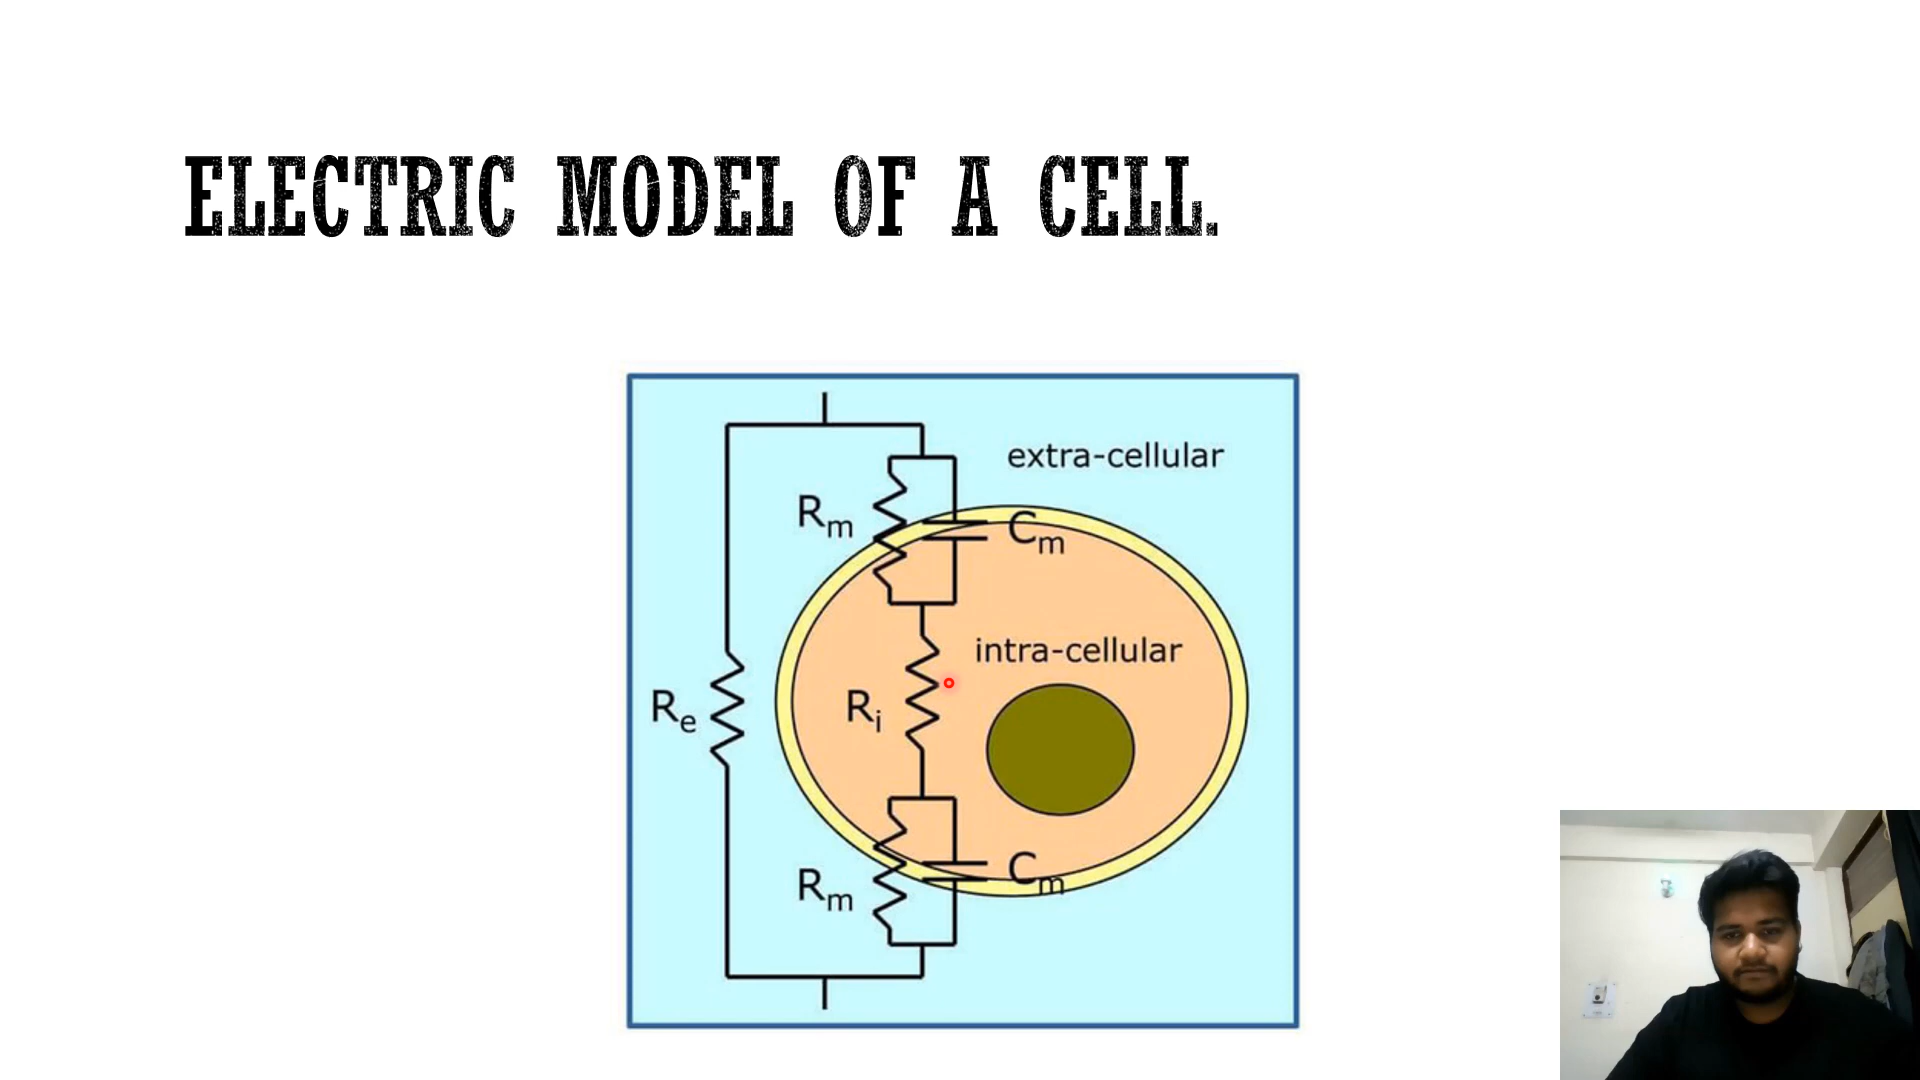 ELECTRIC MODEL OF A CELL.
extra-cellular
Rm
Cm
intra-cellular
Re
Ri
Rm
Cm